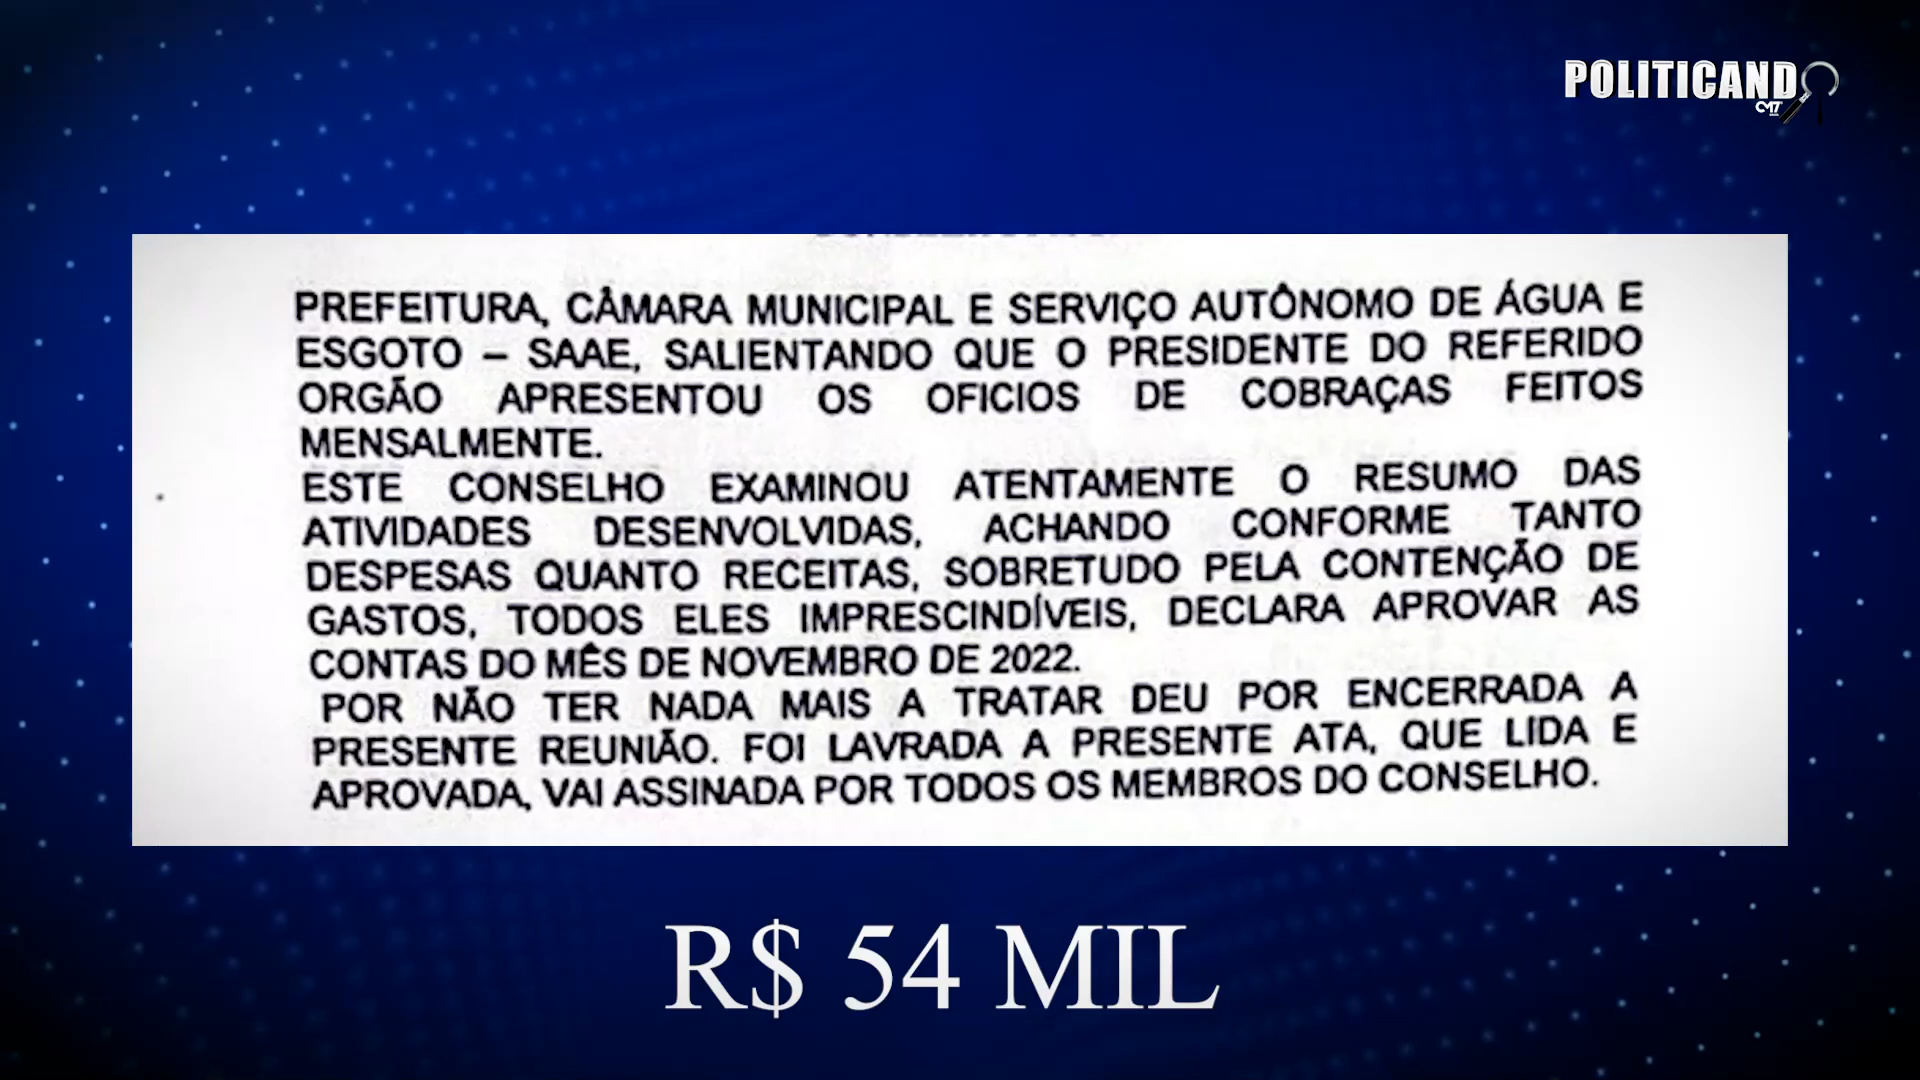 POLITICANDO
CM7
PREFEITURA, CÂMARA MUNICIPAL E SERVIÇO AUTÔNOMO DE ÁGUA E
ESGOTO – SAAE, SALIENTANDO QUE O PRESIDENTE DO REFERIDO
ORGÃO APRESENTOU OS OFICIOS DE COBRAÇAS FEITOS
MENSALMENTE.
ESTE CONSELHO EXAMINOU ATENTAMENTE O RESUMO DAS
ATIVIDADES DESENVOLVIDAS, ACHANDO CONFORME TANTO
DESPESAS QUANTO RECEITAS, SOBRETUDO PELA CONTENÇÃO DE
GASTOS, TODOS ELES IMPRESCINDÍVEIS, DECLARA APROVAR AS
CONTAS DO MÊS DE NOVEMBRO DE 2022.
POR NÃO TER NADA MAIS A TRATAR DEU POR ENCERRADA A
PRESENTE REUNIÃO. FOI LAVRADA A PRESENTE ATA, QUE LIDA E
APROVADA, VAI ASSINADA POR TODOS OS MEMBROS DO CONSELHO.
R$ 54 MIL